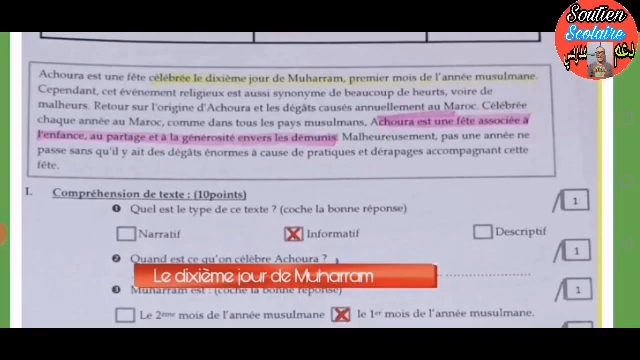 Soutien
Scolaire
Achoura est une fête célébrée le dixième jour de Muharram, premier mois de l'année musulmane.
Cependant, cet événement religieux est aussi synonyme de beaucoup de heurts, voire de
malheurs. Retour sur l'origine d'Achoura et les dégâts causés annuellement au Maroc. Célébrée
chaque année au Maroc, comme dans tous les pays musulmans, Achoura est une fête associée à
l'enfance, au partage et à la générosité envers les démunis. Malheureusement, pas une année ne
passe sans qu'il y ait des dégâts énormes à cause de pratiques et dérapages accompagnant cette
fête.
I. Compréhension de texte : (10points)
❶ Quel est le type de ce texte ? (coche la bonne réponse)
/ 1
Narratif Informatif Descriptif
❷ Quand est ce qu'on célèbre Achoura ?
/ 1
Le dixième jour de Muharram
❸ Muharram est : (coche la bonne réponse)
/ 1
Le 2ème mois de l'année musulmane le 1er mois de l'année musulmane.